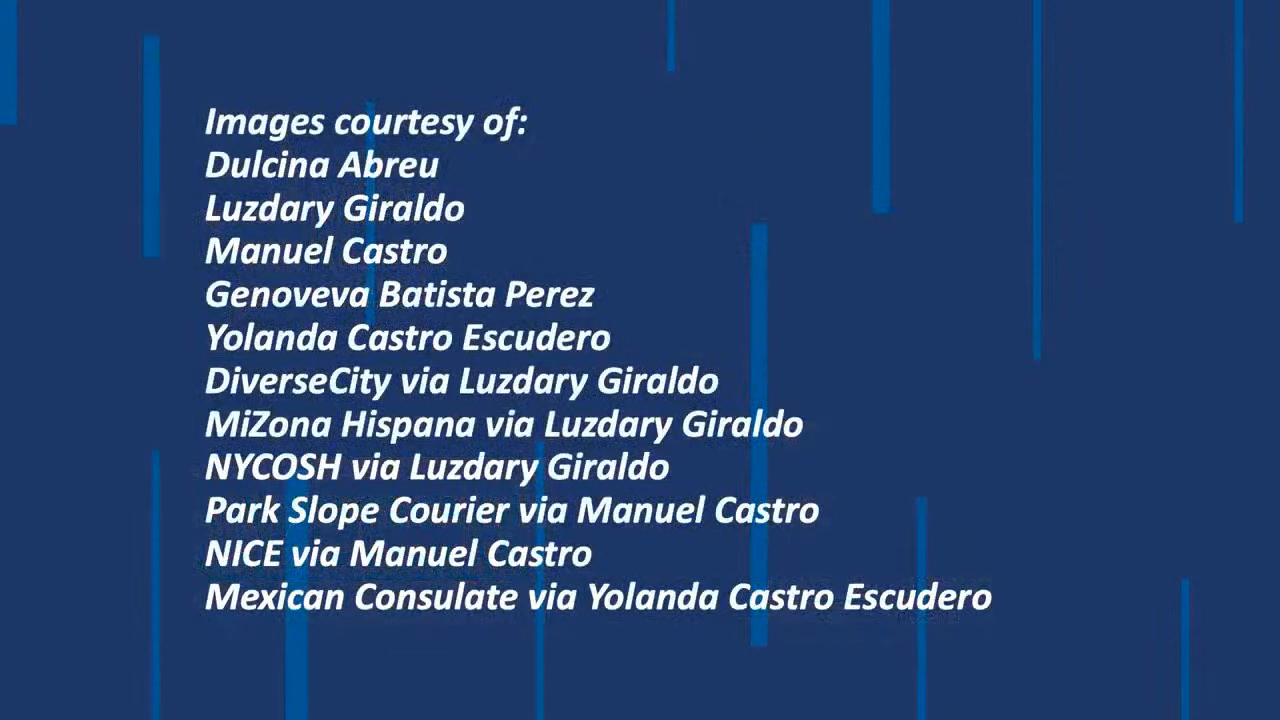 Images courtesy of:
Dulcina Abreu
Luzdary Giraldo
Manuel Castro
Genoveva Batista Perez
Yolanda Castro Escudero
DiverseCity via Luzdary Giraldo
MiZona Hispana via Luzdary Giraldo
NYCOSH via Luzdary Giraldo
Park Slope Courier via Manuel Castro
NICE via Manuel Castro
Mexican Consulate via Yolanda Castro Escudero